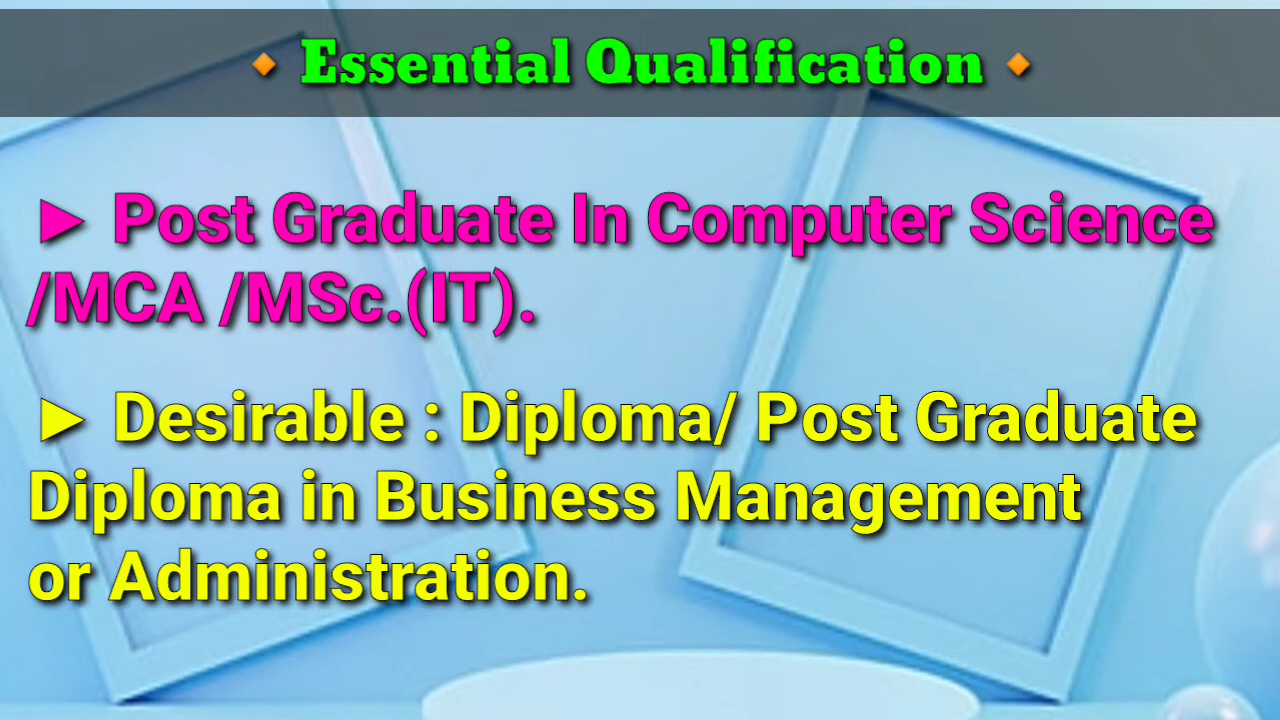 🔸 Essential Qualification 🔸
► Post Graduate In Computer Science
/MCA /MSc.(IT).
► Desirable : Diploma/ Post Graduate
Diploma in Business Management
or Administration.